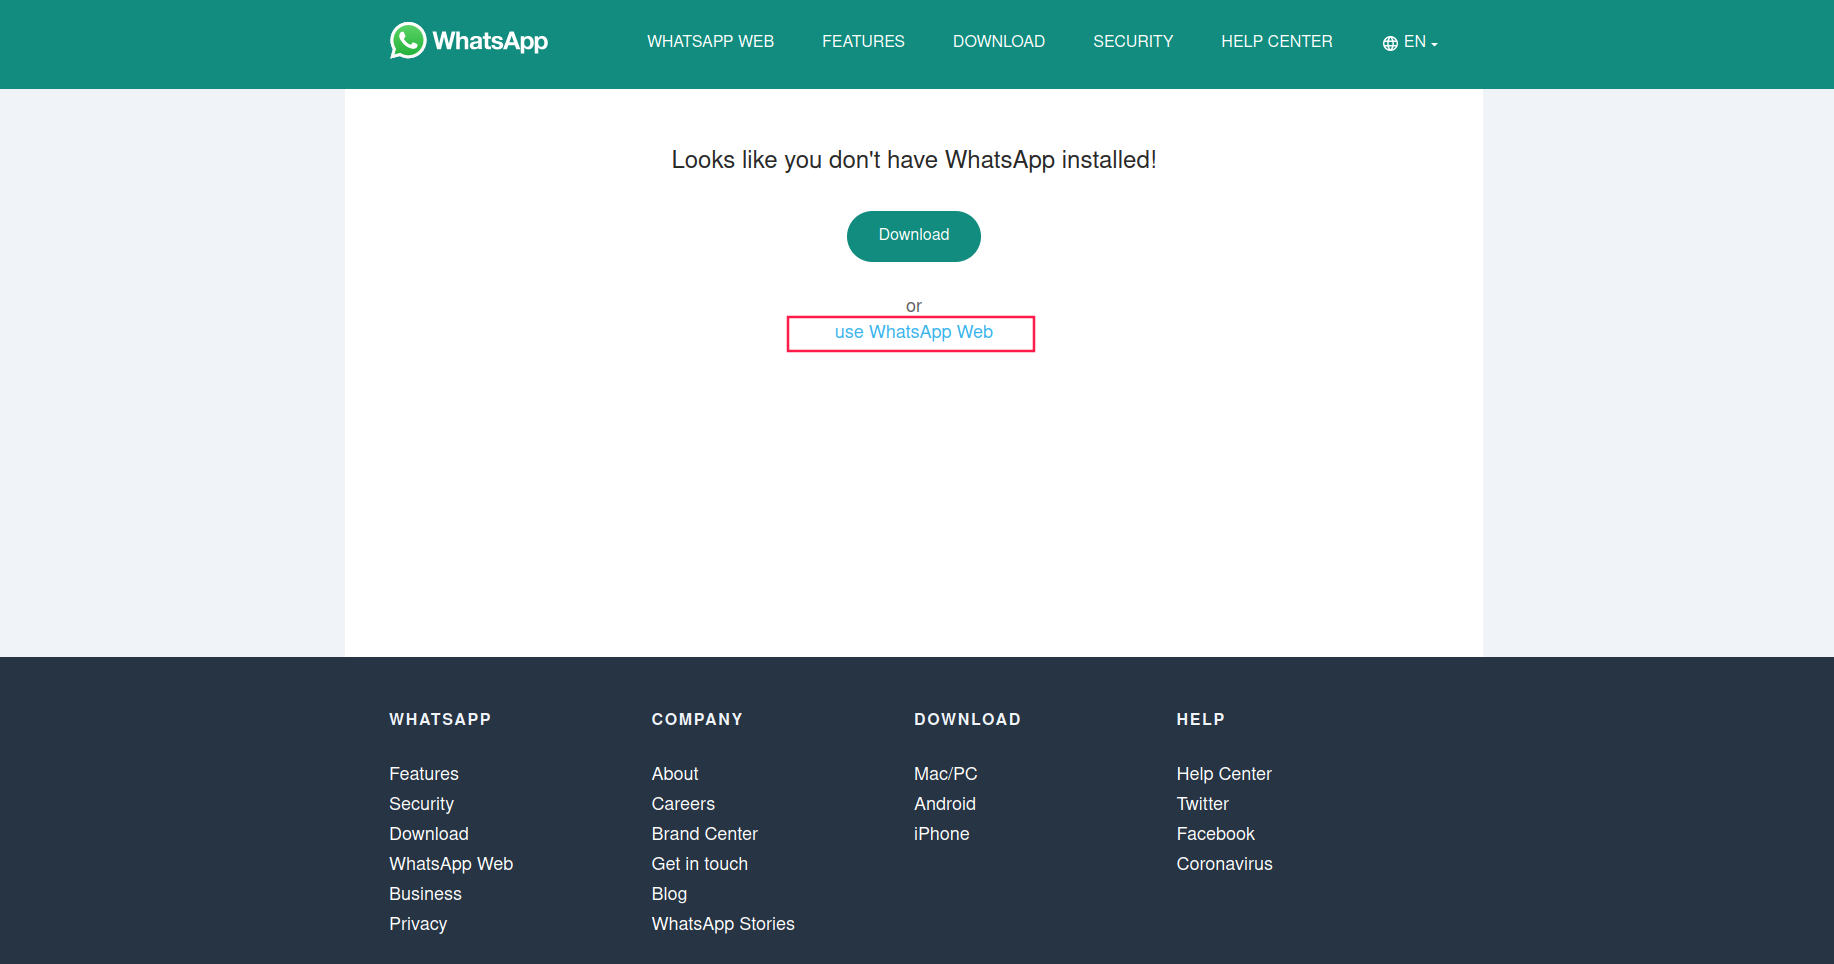 WhatsApp
WHATSAPP WEB FEATURES DOWNLOAD SECURITY HELP CENTER EN
Looks like you don't have WhatsApp installed!
Download
or
use WhatsApp Web
WHATSAPP
Features
Security
Download
WhatsApp Web
Business
Privacy
COMPANY
About
Careers
Brand Center
Get in touch
Blog
WhatsApp Stories
DOWNLOAD
Mac/PC
Android
iPhone
HELP
Help Center
Twitter
Facebook
Coronavirus